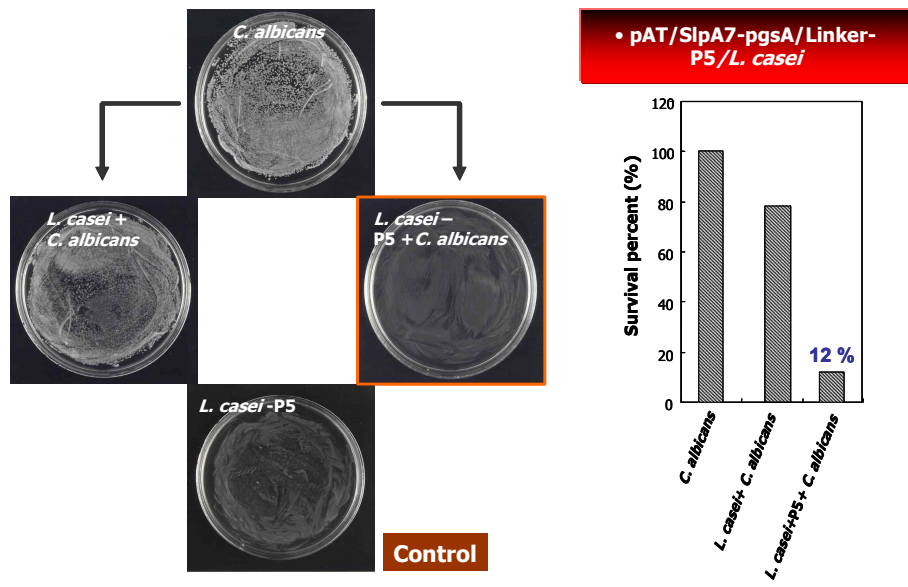 C. albicans
L. casei +
C. albicans
L. casei –
P5 + C. albicans
L. casei -P5
Control
• pAT/SlpA7-pgsA/Linker-
P5/L. casei
Survival percent (%)
120
100
80
60
40
20
0
12 %
C. albicans
L. casei+ C. albicans
L. casei+P5 + C. albicans